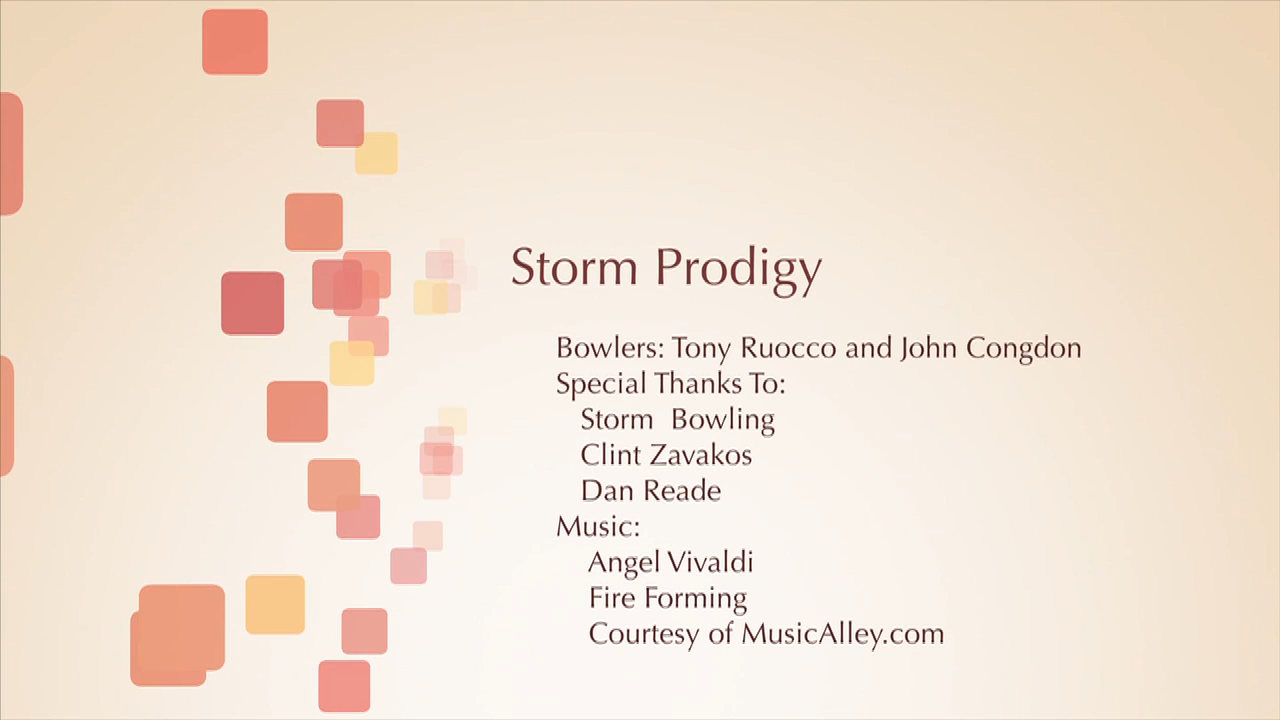 Storm Prodigy
Bowlers: Tony Ruocco and John Congdon
Special Thanks To:
Storm  Bowling
Clint Zavakos
Dan Reade
Music:
Angel Vivaldi
Fire Forming
Courtesy of MusicAlley.com